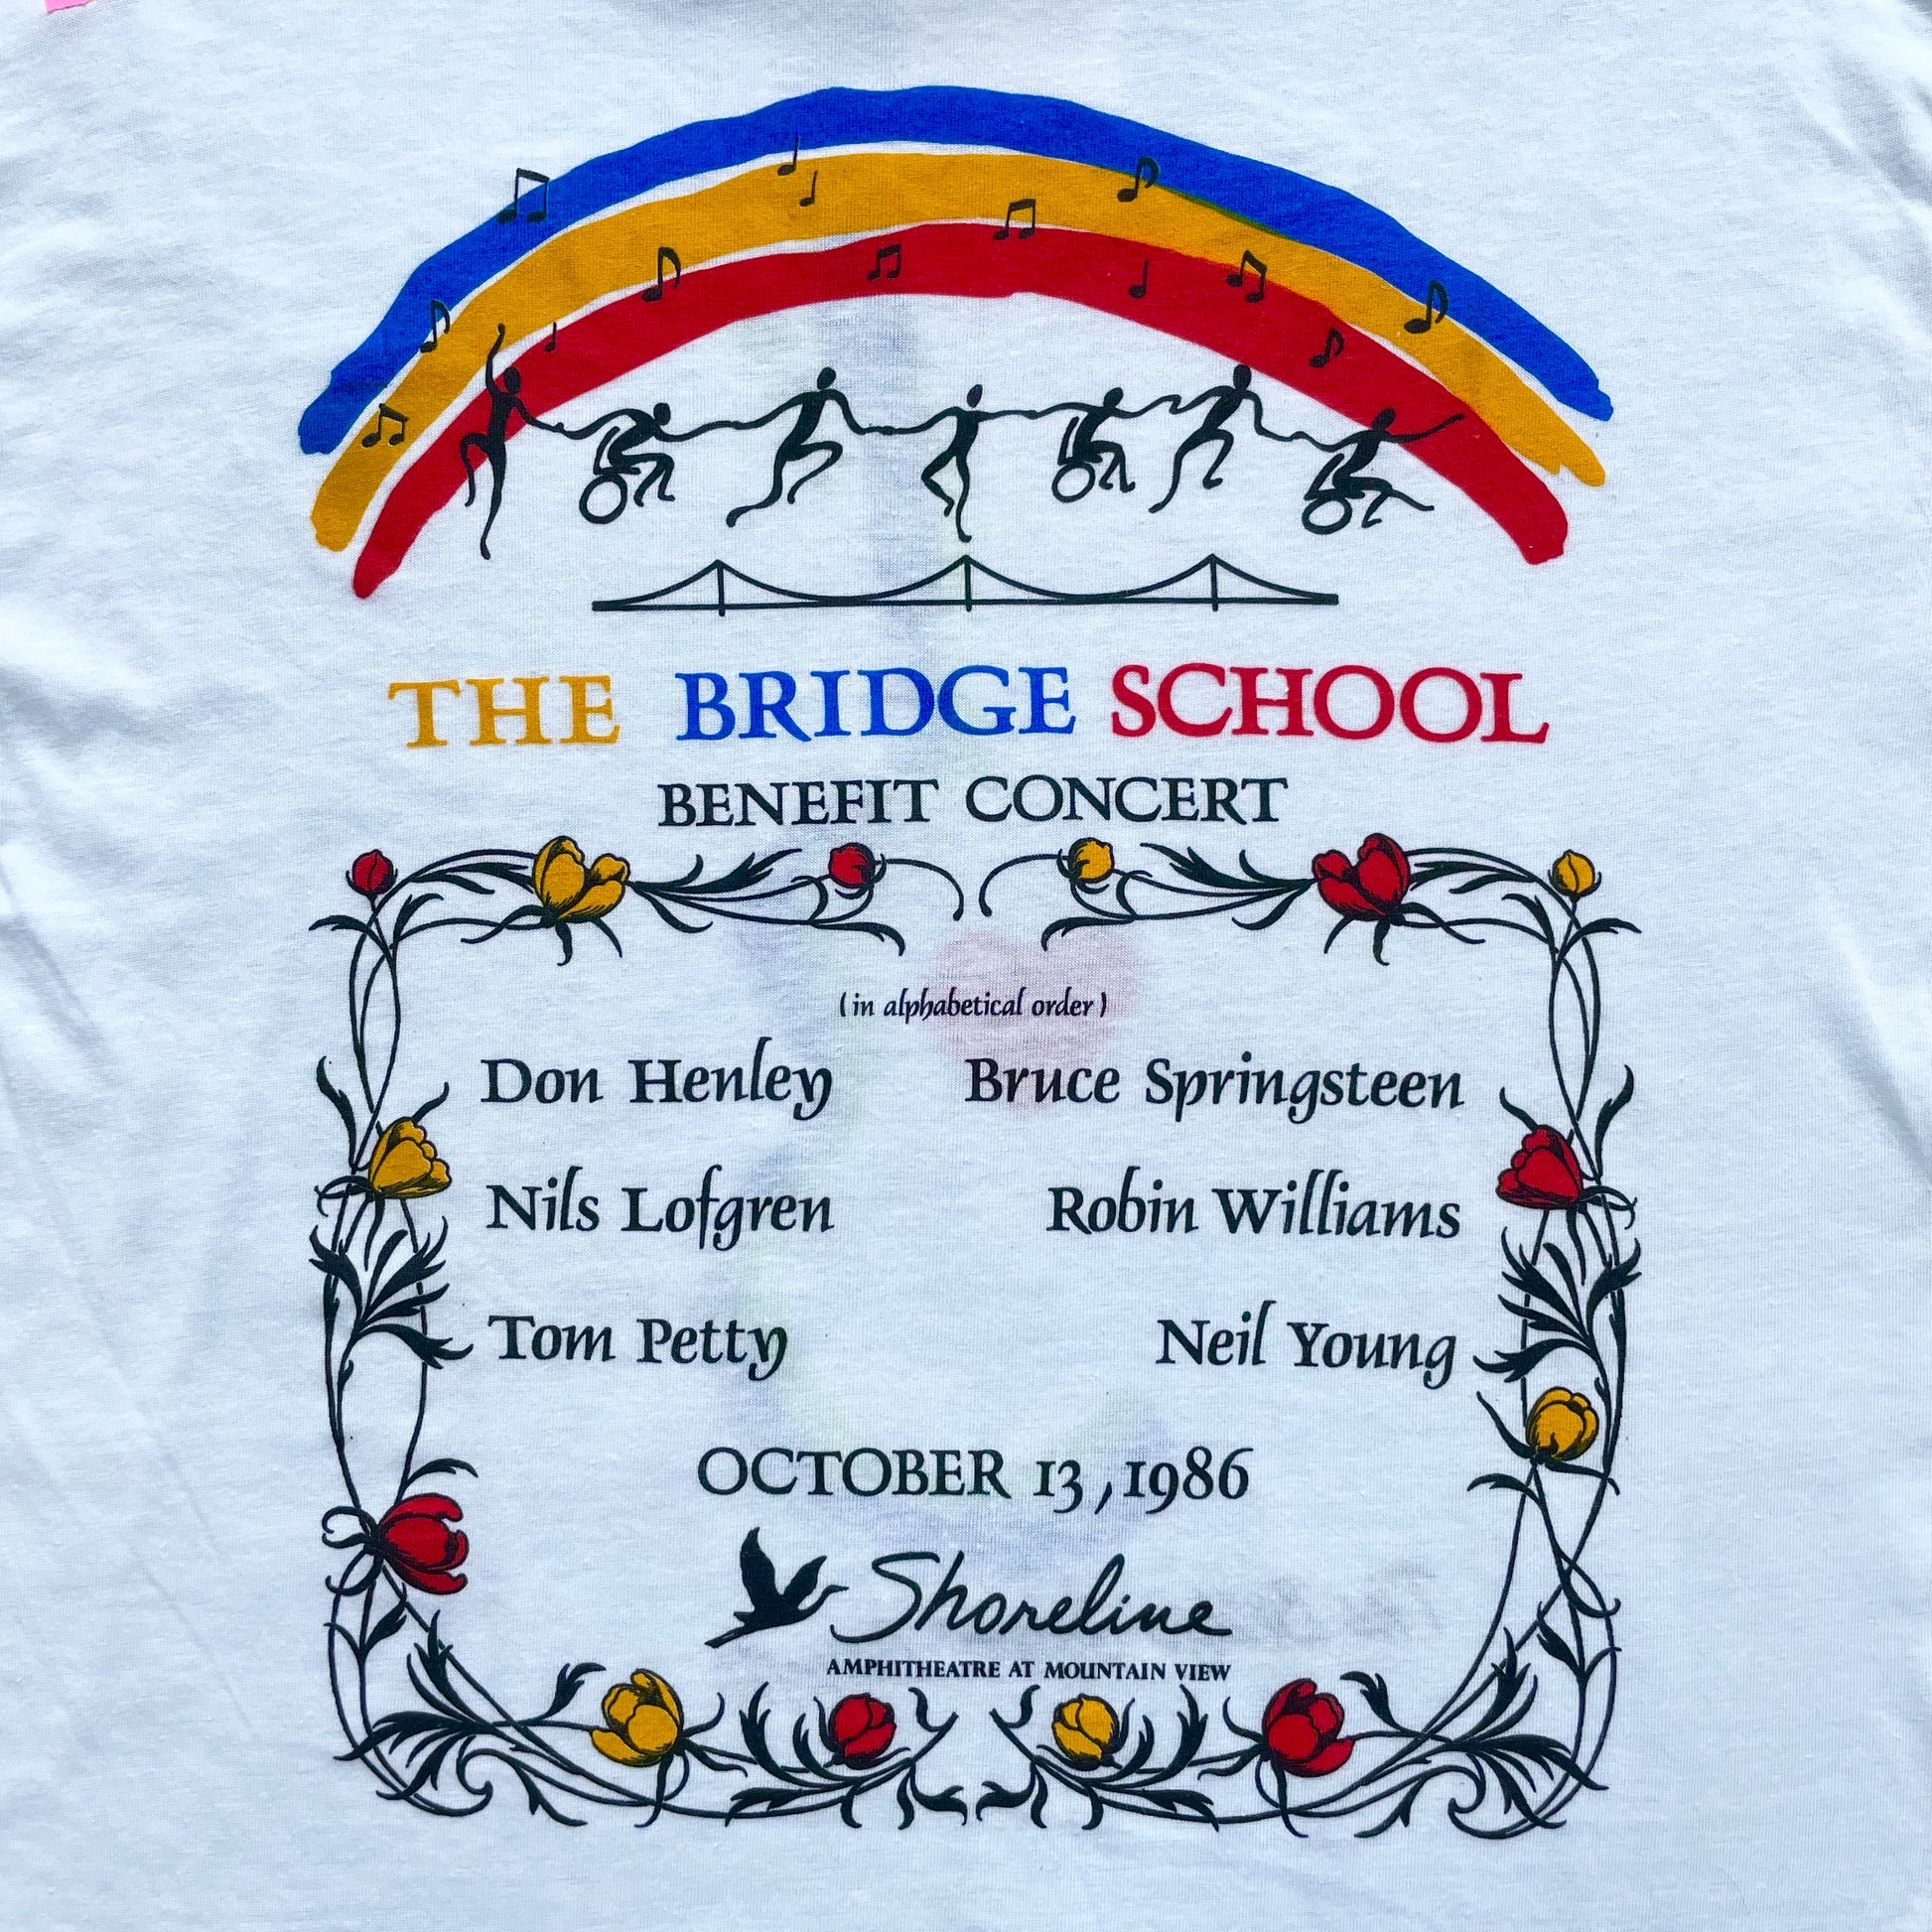 THE BRIDGE SCHOOL
BENEFIT CONCERT
(in alphabetical order)
Don Henley
Nils Lofgren
Tom Petty
Bruce Springsteen
Robin Williams
Neil Young
OCTOBER 13, 1986
Shoreline
AMPHITHEATRE AT MOUNTAIN VIEW